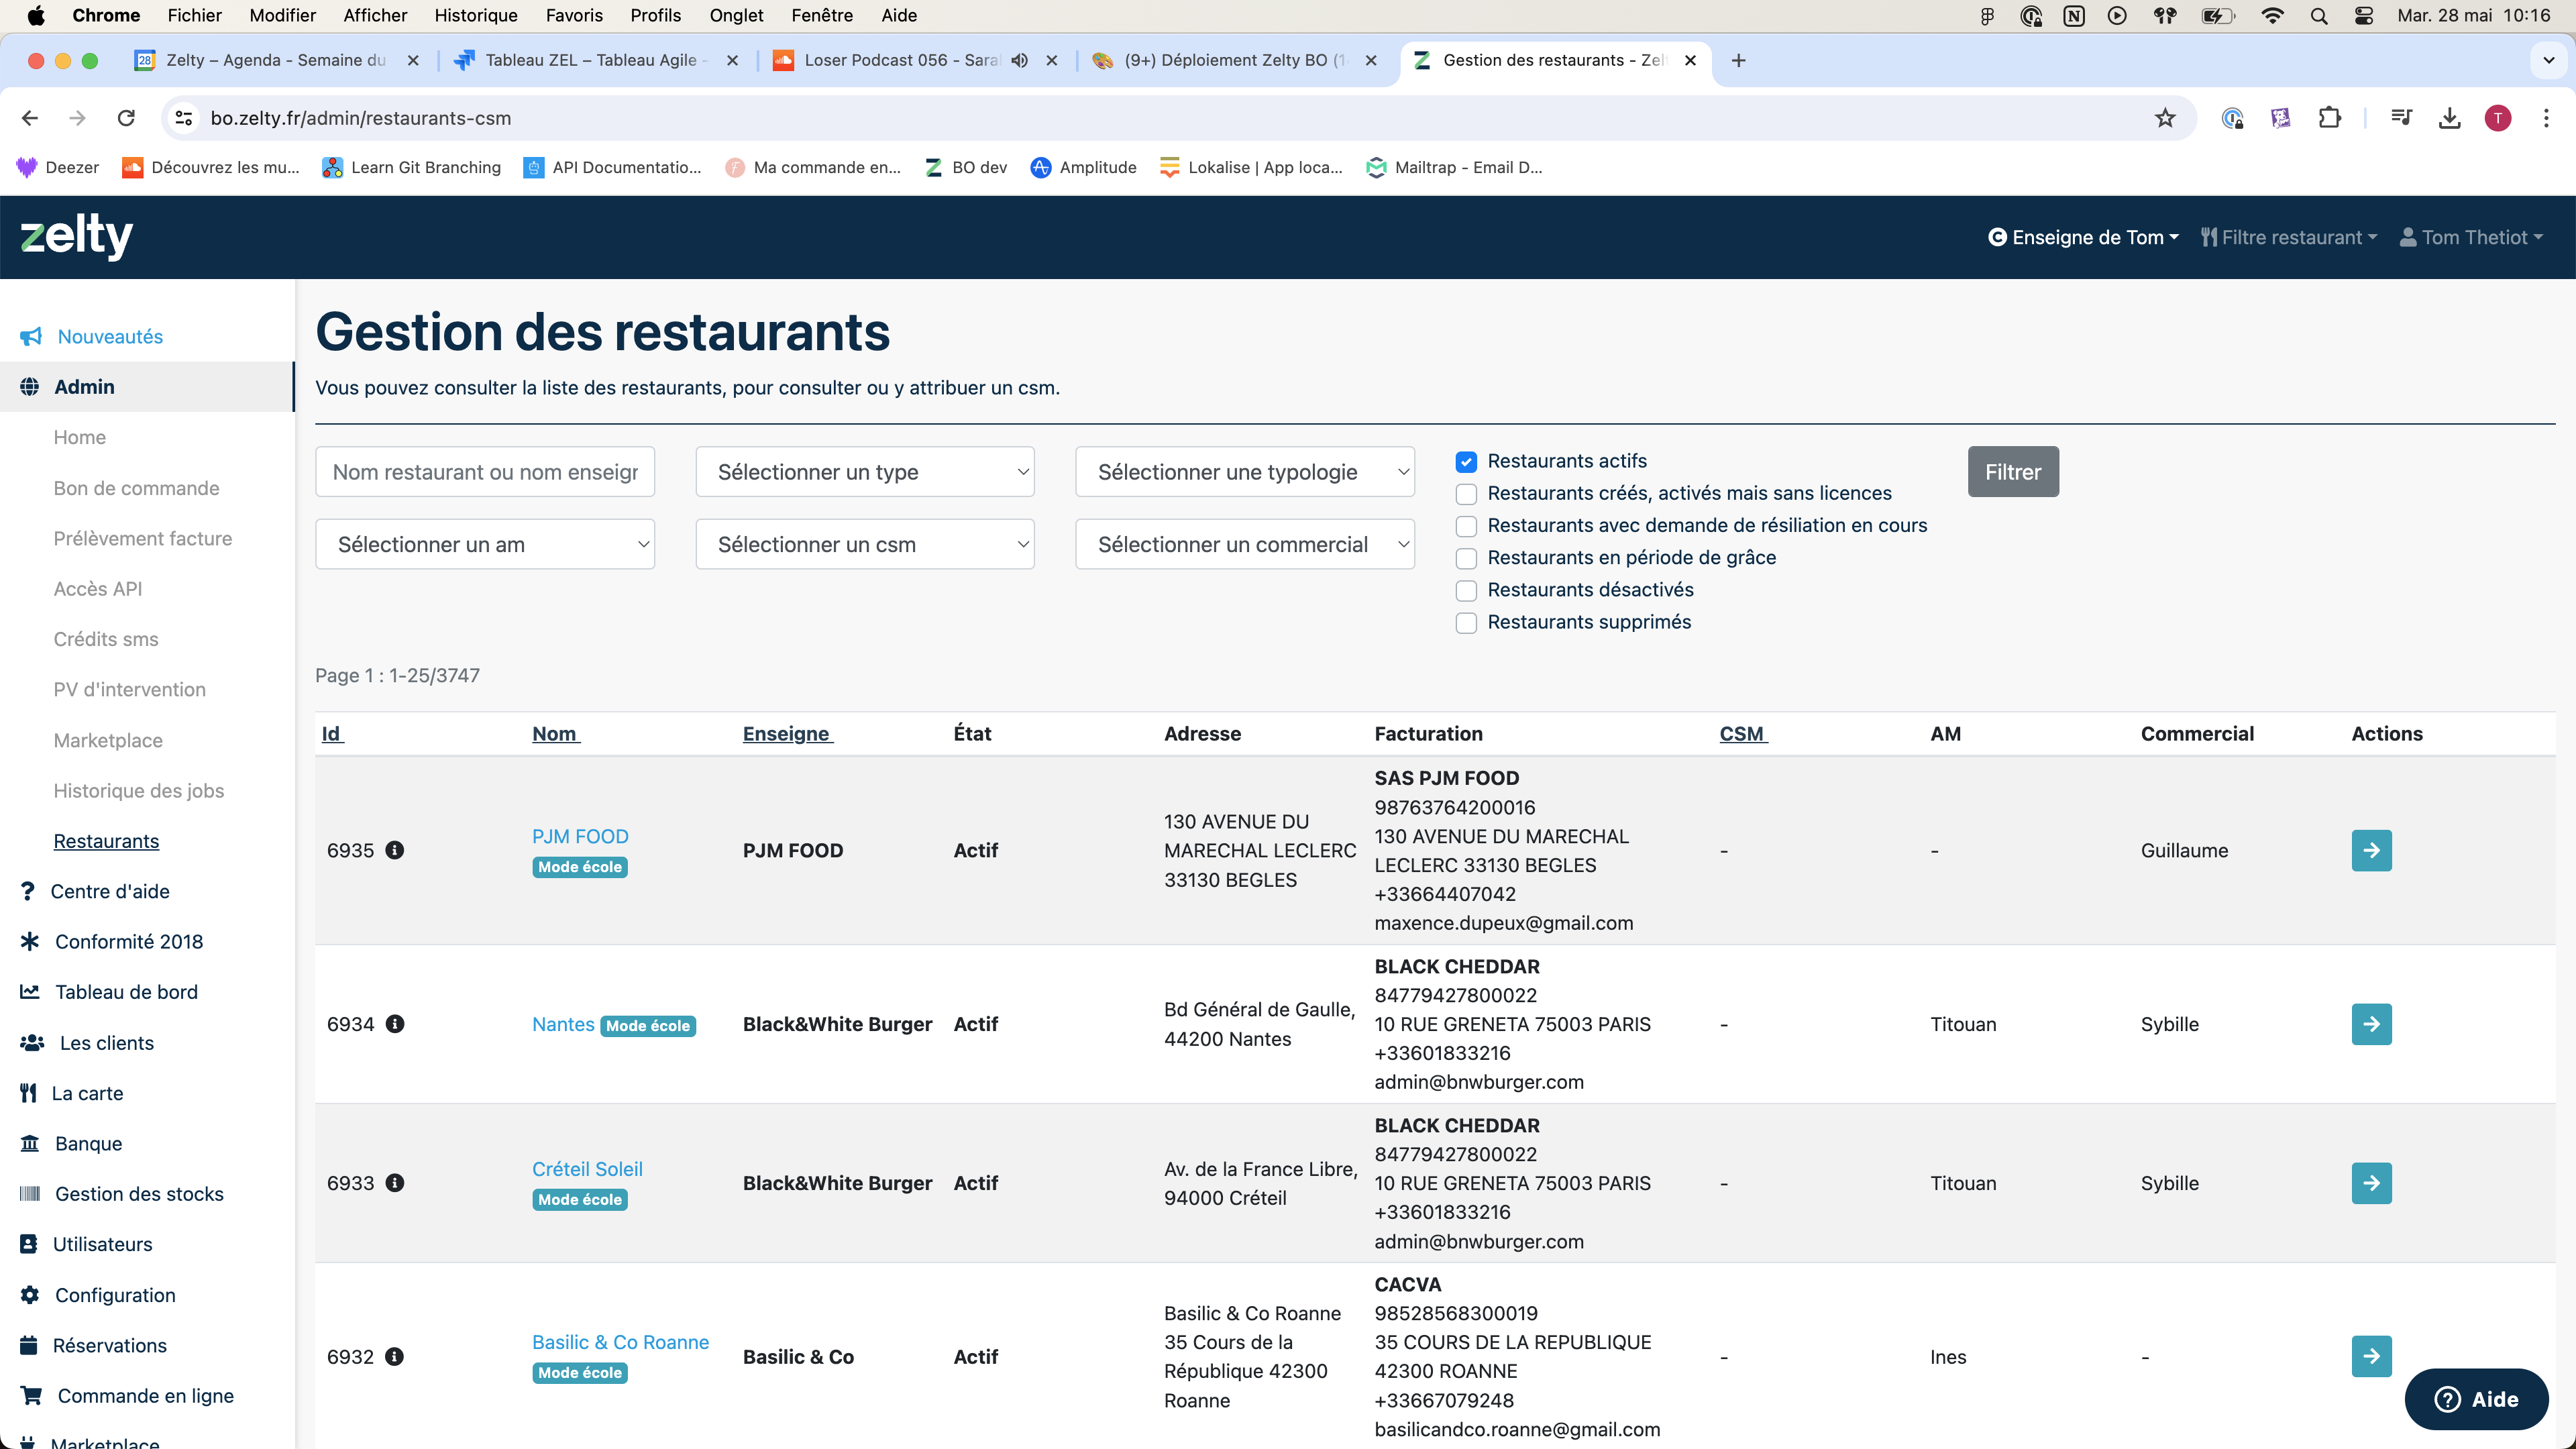 Chrome Fichier Modifier Afficher Historique Favoris Profils Onglet Fenêtre Aide Mar. 28 mai 10:16
28 Zelty – Agenda - Semaine du Tableau ZEL – Tableau Agile - Loser Podcast 056 - Sara (9+) Déploiement Zelty BO (1 Gestion des restaurants - Zel
bo.zelty.fr/admin/restaurants-csm T
Deezer Découvrez les mu... Learn Git Branching API Documentatio... Ma commande en... BO dev Amplitude Lokalise | App loca... Mailtrap - Email D...
zelty Enseigne de Tom Filtre restaurant Tom Thetiot
Nouveautés
Admin
Home
Bon de commande
Prélèvement facture
Accès API
Crédits sms
PV d'intervention
Marketplace
Historique des jobs
Restaurants
Centre d'aide
Conformité 2018
Tableau de bord
Les clients
La carte
Banque
Gestion des stocks
Utilisateurs
Configuration
Réservations
Commande en ligne
Marketplace
Gestion des restaurants
Vous pouvez consulter la liste des restaurants, pour consulter ou y attribuer un csm.
Nom restaurant ou nom enseigr Sélectionner un type Sélectionner une typologie
Sélectionner un am Sélectionner un csm Sélectionner un commercial
Restaurants actifs
Restaurants créés, activés mais sans licences
Restaurants avec demande de résiliation en cours
Restaurants en période de grâce
Restaurants désactivés
Restaurants supprimés
Filtrer
Page 1 : 1-25/3747
Id Nom Enseigne État Adresse Facturation CSM AM Commercial Actions
6935
PJM FOOD
Mode école
PJM FOOD
Actif
130 AVENUE DU
MARECHAL LECLERC
33130 BEGLES
SAS PJM FOOD
98763764200016
130 AVENUE DU MARECHAL
LECLERC 33130 BEGLES
+33664407042
maxence.dupeux@gmail.com
- - Guillaume
6934
Nantes Mode école
Black&White Burger
Actif
Bd Général de Gaulle,
44200 Nantes
BLACK CHEDDAR
84779427800022
10 RUE GRENETA 75003 PARIS
+33601833216
admin@bnwburger.com
- Titouan Sybille
6933
Créteil Soleil
Mode école
Black&White Burger
Actif
Av. de la France Libre,
94000 Créteil
BLACK CHEDDAR
84779427800022
10 RUE GRENETA 75003 PARIS
+33601833216
admin@bnwburger.com
- Titouan Sybille
6932
Basilic & Co Roanne
Mode école
Basilic & Co
Actif
Basilic & Co Roanne
35 Cours de la
République 42300
Roanne
CACVA
98528568300019
35 COURS DE LA REPUBLIQUE
42300 ROANNE
+33667079248
basilicandco.roanne@gmail.com
- Ines -
Aide